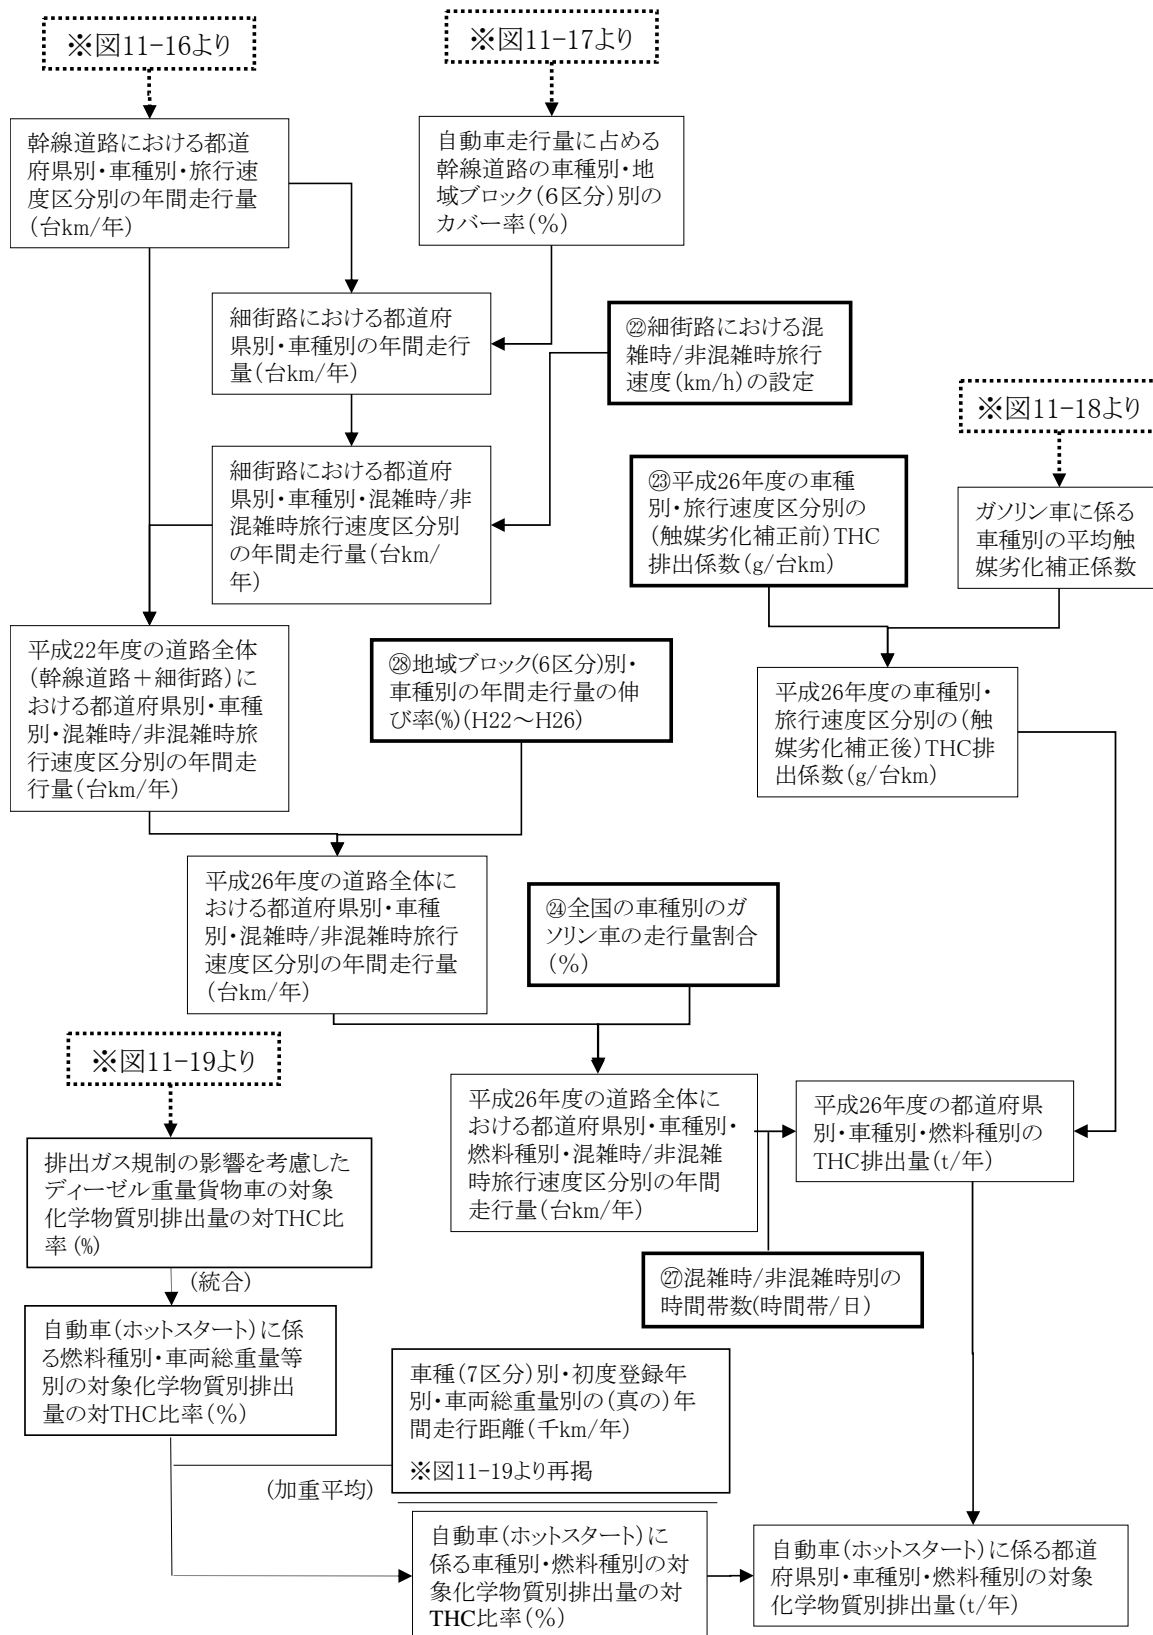 ※図11-16より
※図11-17より
幹線道路における都道
府県別・車種別・旅行速
度区分別の年間走行量
(台km/年)
自動車走行量に占める
幹線道路の車種別・地
域ブロック(6区分)別の
カバー率(%)
細街路における都道府
県別・車種別の年間走行
量(台km/年)
㉒細街路における混
雑時/非混雑時旅行
速度(km/h)の設定
※図11-18より
細街路における都道府
県別・車種別・混雑時/非
混雑時旅行速度区分別
の年間走行量(台km/
年)
㉓平成26年度の車種
別・旅行速度区分別の
(触媒劣化補正前)THC
排出係数(g/台km)
ガソリン車に係る
車種別の平均触
媒劣化補正係数
平成22年度の道路全体
(幹線道路+細街路)に
おける都道府県別・車種
別・混雑時/非混雑時旅
行速度区分別の年間走
行量(台km/年)
㉘地域ブロック(6区分)別・
車種別の年間走行量の伸
び率(%)(H22～H26)
平成26年度の車種別・
旅行速度区分別の(触
媒劣化補正後)THC排
出係数(g/台km)
平成26年度の道路全体に
おける都道府県別・車種
別・混雑時/非混雑時旅行
速度区分別の年間走行量
(台km/年)
㉔全国の車種別のガ
ソリン車の走行量割合
(%)
※図11-19より
平成26年度の道路全体に
おける都道府県別・車種別・
燃料種別・混雑時/非混雑
時旅行速度区分別の年間
走行量(台km/年)
平成26年度の都道府県
別・車種別・燃料種別の
THC排出量(t/年)
排出ガス規制の影響を考慮した
ディーゼル重量貨物車の対象
化学物質別排出量の対THC比
率(%)
(統合)
㉗混雑時/非混雑時別の
時間帯数(時間帯/日)
自動車(ホットスタート)に係
る燃料種別・車両総重量等
別の対象化学物質別排出
量の対THC比率(%)
車種(7区分)別・初度登録年
別・車両総重量別の(真の)年
間走行距離(千km/年)
※図11-19より再掲
(加重平均)
自動車(ホットスタート)に
係る車種別・燃料種別の対
象化学物質別排出量の対
THC比率(%)
自動車(ホットスタート)に係る都道
府県別・車種別・燃料種別の対象
化学物質別排出量(t/年)